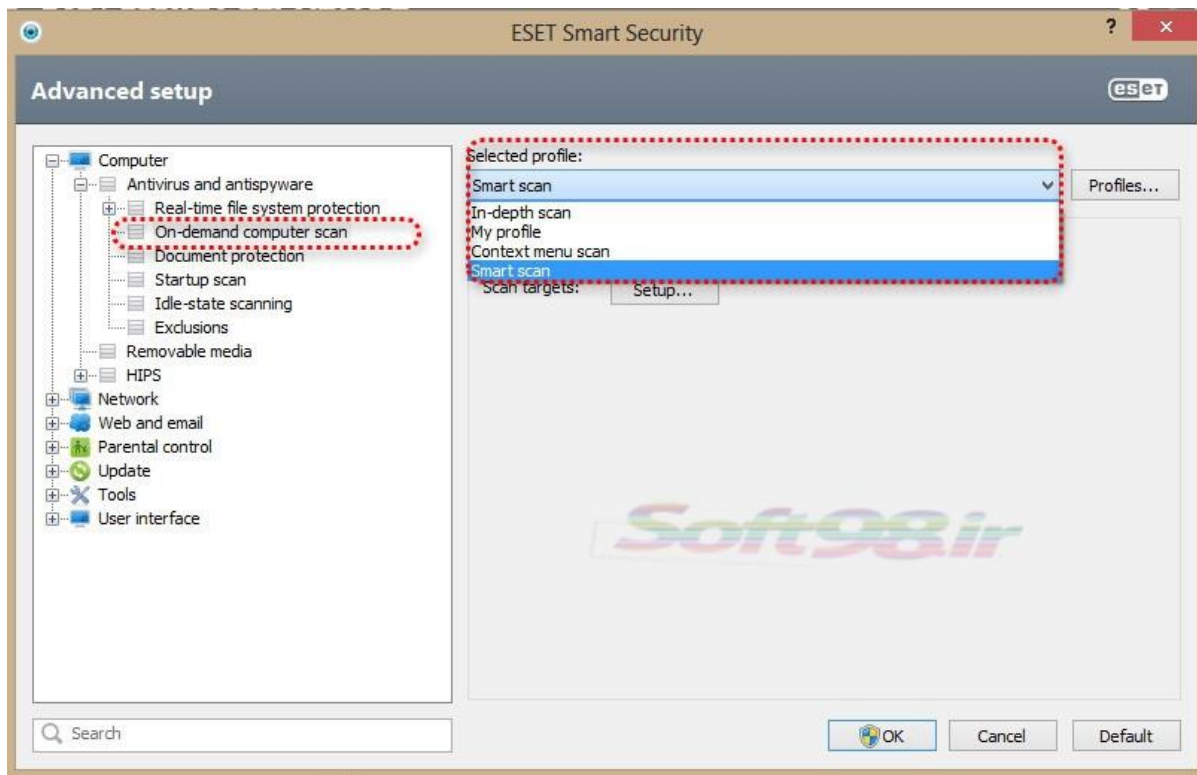 ESET Smart Security
?
×
Advanced setup
eseT
Computer
Antivirus and antispyware
Real-time file system protection
On-demand computer scan
Document protection
Startup scan
Idle-state scanning
Exclusions
Removable media
HIPS
Network
Web and email
Parental control
Update
Tools
User interface
Selected profile:
Smart scan
Profiles...
In-depth scan
My profile
Context menu scan
Smart scan
Scan targets:
Setup...
Soft98.ir
Search
OK
Cancel
Default